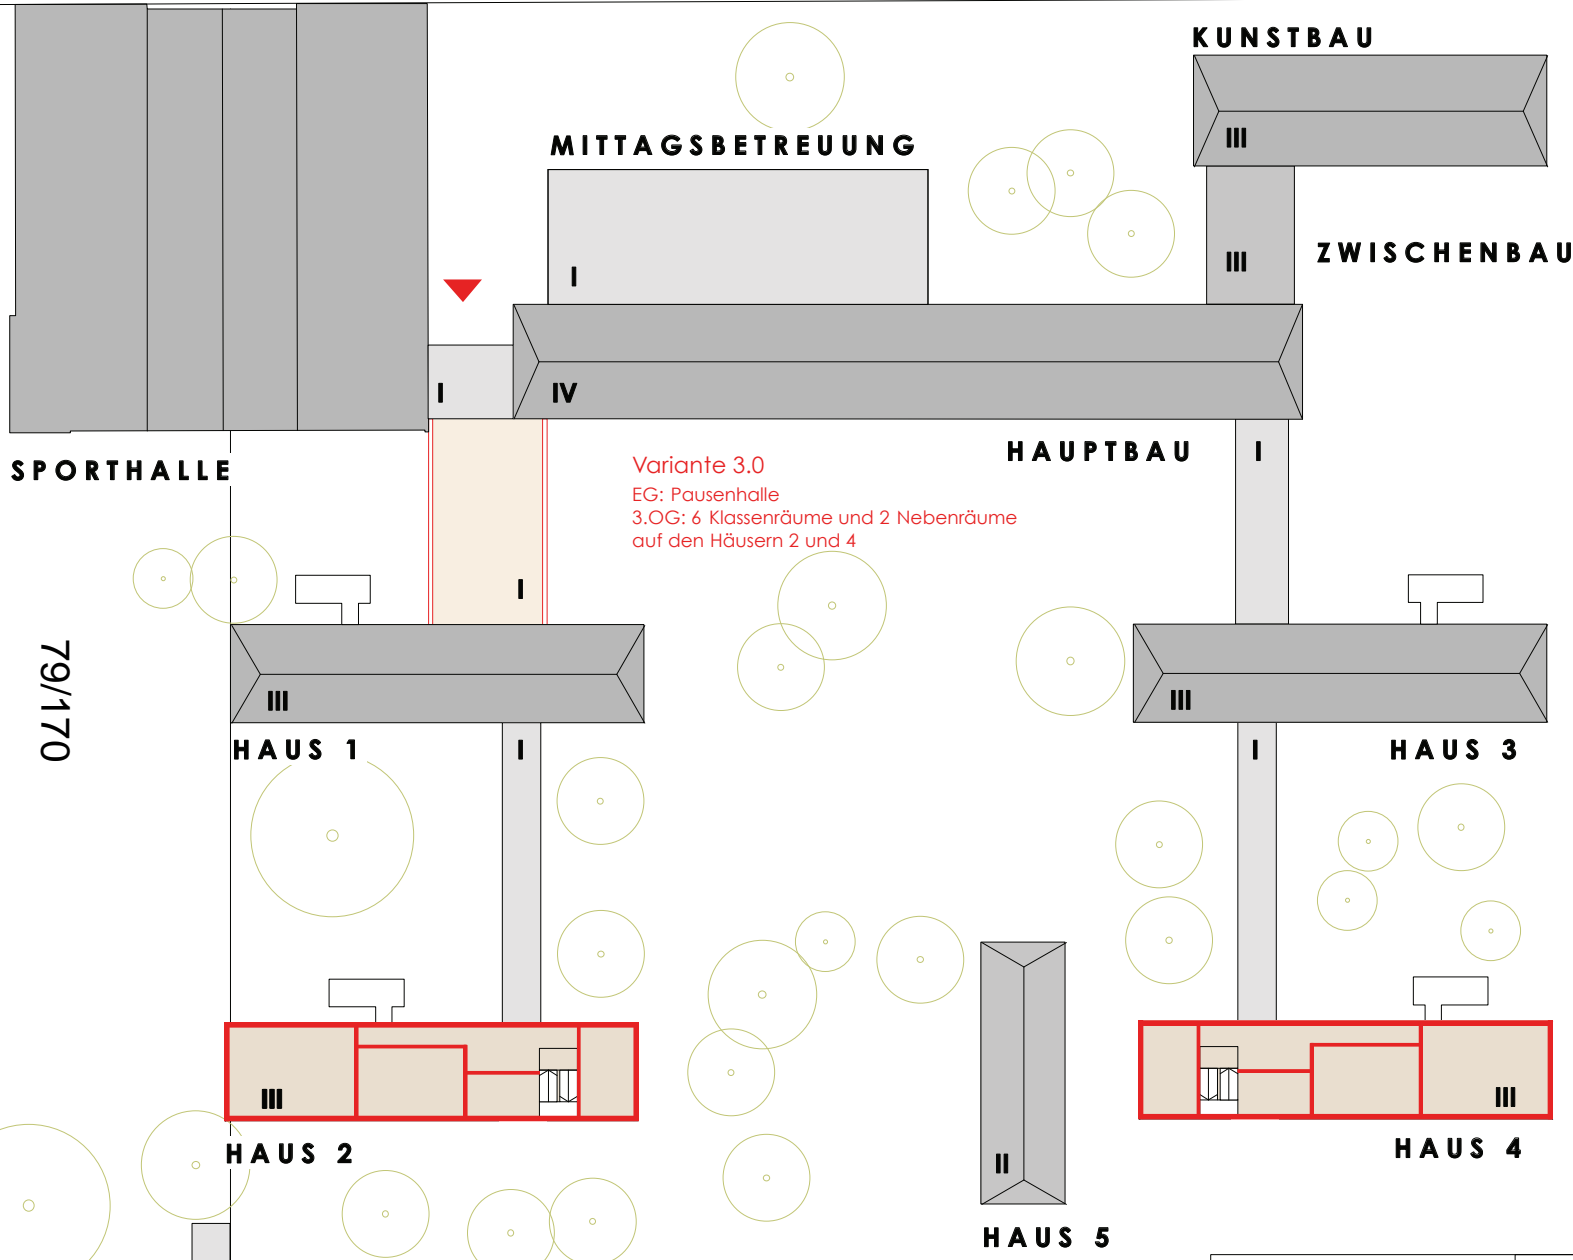 KUNSTBAU
III
MITTAGSBETREUUNG
I
III
ZWISCHENBAU
I
IV
SPORTHALLE
HAUPTBAU
I
Variante 3.0
EG: Pausenhalle
3.OG: 6 Klassenräume und 2 Nebenräume
auf den Häusern 2 und 4
I
79/170
III
III
HAUS 1
I
I
HAUS 3
III
III
HAUS 2
HAUS 4
II
HAUS 5